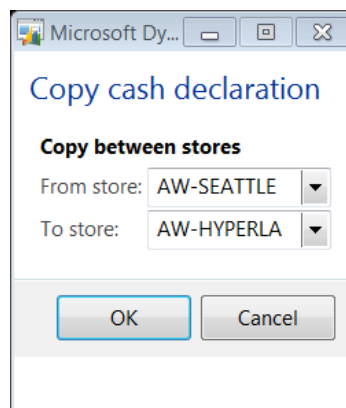 Microsoft Dy...
Copy cash declaration
Copy between stores
From store: AW-SEATTLE
To store: AW-HYPERLA
OK Cancel